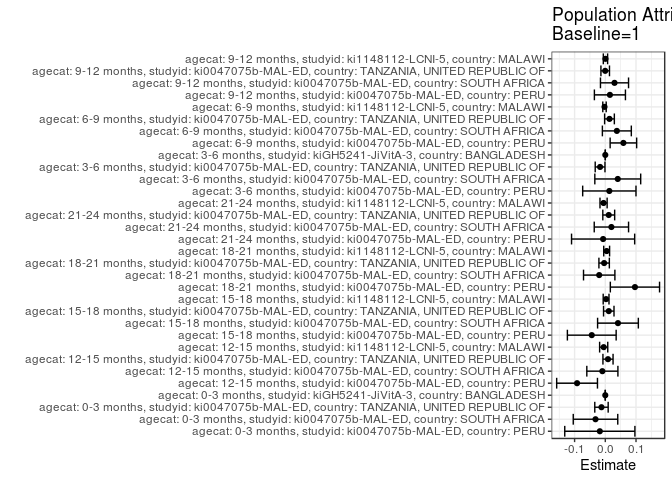 Population Attri
Baseline=1
agecat: 9-12 months, studyid: ki1148112-LCNI-5, country: MALAWI
agecat: 9-12 months, studyid: ki0047075b-MAL-ED, country: TANZANIA, UNITED REPUBLIC OF
agecat: 9-12 months, studyid: ki0047075b-MAL-ED, country: SOUTH AFRICA
agecat: 9-12 months, studyid: ki0047075b-MAL-ED, country: PERU
agecat: 6-9 months, studyid: ki1148112-LCNI-5, country: MALAWI
agecat: 6-9 months, studyid: ki0047075b-MAL-ED, country: TANZANIA, UNITED REPUBLIC OF
agecat: 6-9 months, studyid: ki0047075b-MAL-ED, country: SOUTH AFRICA
agecat: 6-9 months, studyid: ki0047075b-MAL-ED, country: PERU
agecat: 3-6 months, studyid: kiGH5241-JiVitA-3, country: BANGLADESH
agecat: 3-6 months, studyid: ki0047075b-MAL-ED, country: TANZANIA, UNITED REPUBLIC OF
agecat: 3-6 months, studyid: ki0047075b-MAL-ED, country: SOUTH AFRICA
agecat: 3-6 months, studyid: ki0047075b-MAL-ED, country: PERU
agecat: 21-24 months, studyid: ki1148112-LCNI-5, country: MALAWI
agecat: 21-24 months, studyid: ki0047075b-MAL-ED, country: TANZANIA, UNITED REPUBLIC OF
agecat: 21-24 months, studyid: ki0047075b-MAL-ED, country: SOUTH AFRICA
agecat: 21-24 months, studyid: ki0047075b-MAL-ED, country: PERU
agecat: 18-21 months, studyid: ki1148112-LCNI-5, country: MALAWI
agecat: 18-21 months, studyid: ki0047075b-MAL-ED, country: TANZANIA, UNITED REPUBLIC OF
agecat: 18-21 months, studyid: ki0047075b-MAL-ED, country: SOUTH AFRICA
agecat: 18-21 months, studyid: ki0047075b-MAL-ED, country: PERU
agecat: 15-18 months, studyid: ki1148112-LCNI-5, country: MALAWI
agecat: 15-18 months, studyid: ki0047075b-MAL-ED, country: TANZANIA, UNITED REPUBLIC OF
agecat: 15-18 months, studyid: ki0047075b-MAL-ED, country: SOUTH AFRICA
agecat: 15-18 months, studyid: ki0047075b-MAL-ED, country: PERU
agecat: 12-15 months, studyid: ki1148112-LCNI-5, country: MALAWI
agecat: 12-15 months, studyid: ki0047075b-MAL-ED, country: TANZANIA, UNITED REPUBLIC OF
agecat: 12-15 months, studyid: ki0047075b-MAL-ED, country: SOUTH AFRICA
agecat: 12-15 months, studyid: ki0047075b-MAL-ED, country: PERU
agecat: 0-3 months, studyid: kiGH5241-JiVitA-3, country: BANGLADESH
agecat: 0-3 months, studyid: ki0047075b-MAL-ED, country: TANZANIA, UNITED REPUBLIC OF
agecat: 0-3 months, studyid: ki0047075b-MAL-ED, country: SOUTH AFRICA
agecat: 0-3 months, studyid: ki0047075b-MAL-ED, country: PERU
-0.1 0.0 0.1
Estimate